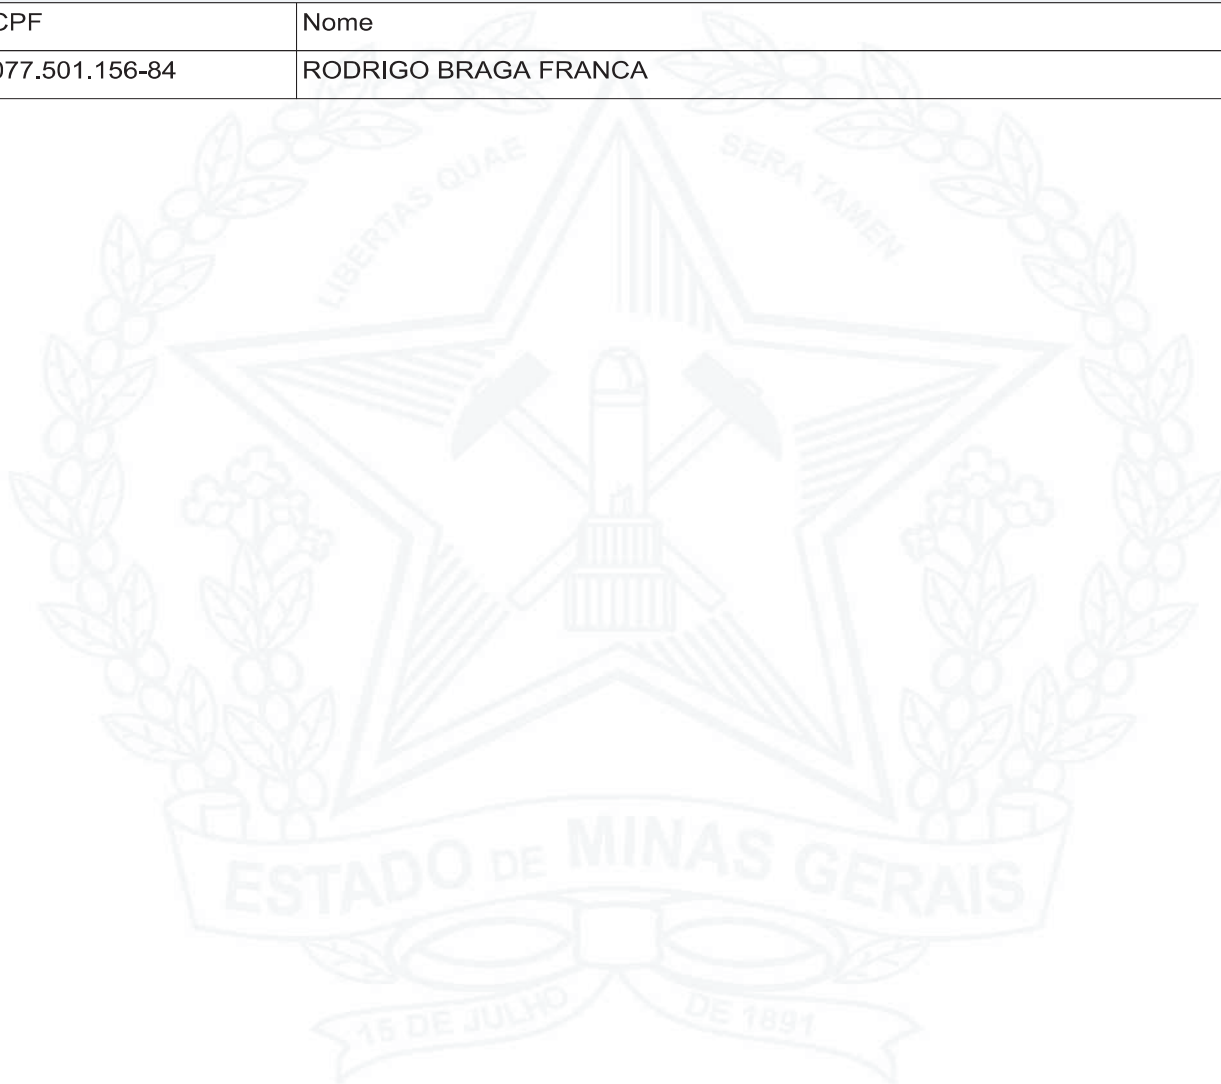 CPF Nome
077.501.156-84 RODRIGO BRAGA FRANCA
LIBERTAS QUAE SERA TAMEN
ESTADO DE MINAS GERAIS
15 DE JULHO DE 1891